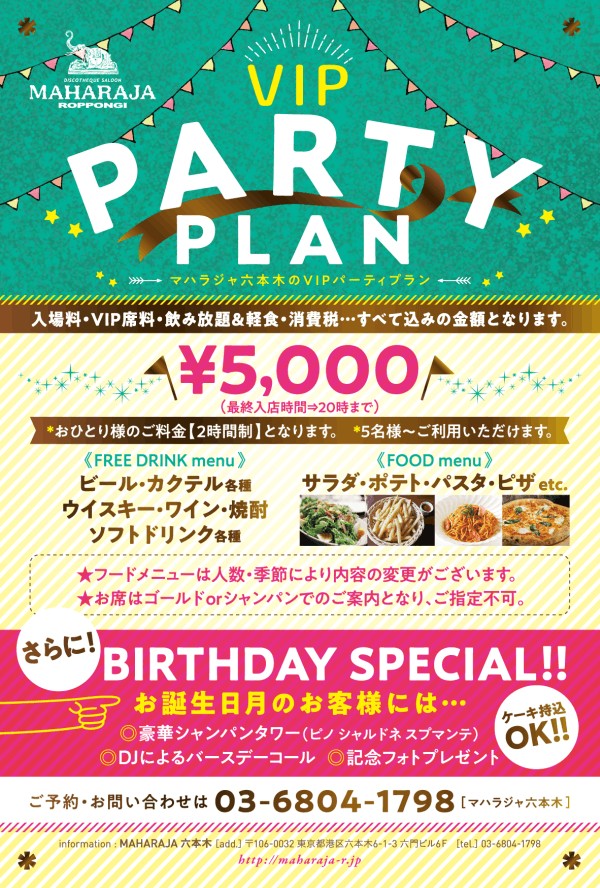 DISCOTHEQUE SALOON
MAHARAJA
ROPPONGI
VIP
PARTY
PLAN
マハラジャ六本木のVIPパーティプラン
入場料・VIP席料・飲み放題&軽食・消費税…すべて込みの金額となります。
¥5,000
(最終入店時間⇒20時まで)
*おひとり様のご料金【2時間制】となります。 *5名様〜ご利用いただけます。
《FREE DRINK menu》
ビール・カクテル各種
ウイスキー・ワイン・焼酎
ソフトドリンク各種
《FOOD menu》
サラダ・ポテト・パスタ・ピザ etc.
★フードメニューは人数・季節により内容の変更がございます。
★お席はゴールドorシャンパンでのご案内となり、ご指定不可。
さらに!
BIRTHDAY SPECIAL!!
お誕生日月のお客様には…
◎豪華シャンパンタワー(ピノ シャルドネ スプマンテ)
◎DJによるバースデーコール ◎記念フォトプレゼント
ケーキ持込
OK!!
ご予約・お問い合わせは 03-6804-1798 [マハラジャ六本木]
information : MAHARAJA 六本木 [add.] 〒106-0032 東京都港区六本木6-1-3 六門ビル6F [tel.] 03-6804-1798
http://maharaja-r.jp